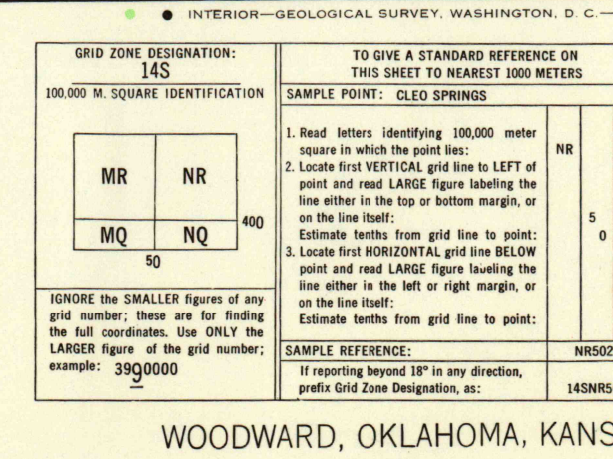 INTERIOR—GEOLOGICAL SURVEY, WASHINGTON, D. C.—
GRID ZONE DESIGNATION:
14S
100,000 M. SQUARE IDENTIFICATION
MR NR
MQ NQ
400
50
IGNORE the SMALLER figures of any
grid number; these are for finding
the full coordinates. Use ONLY the
LARGER figure of the grid number;
example: 3990000
TO GIVE A STANDARD REFERENCE ON
THIS SHEET TO NEAREST 1000 METERS
SAMPLE POINT: CLEO SPRINGS
1. Read letters identifying 100,000 meter
square in which the point lies:
NR
2. Locate first VERTICAL grid line to LEFT of
point and read LARGE figure labeling the
line either in the top or bottom margin, or
on the line itself:
5
Estimate tenths from grid line to point:
0
3. Locate first HORIZONTAL grid line BELOW
point and read LARGE figure labeling the
line either in the left or right margin, or
on the line itself:
Estimate tenths from grid line to point:
SAMPLE REFERENCE:
NR502
If reporting beyond 18° in any direction,
prefix Grid Zone Designation, as:
14SNR5
WOODWARD, OKLAHOMA, KANS